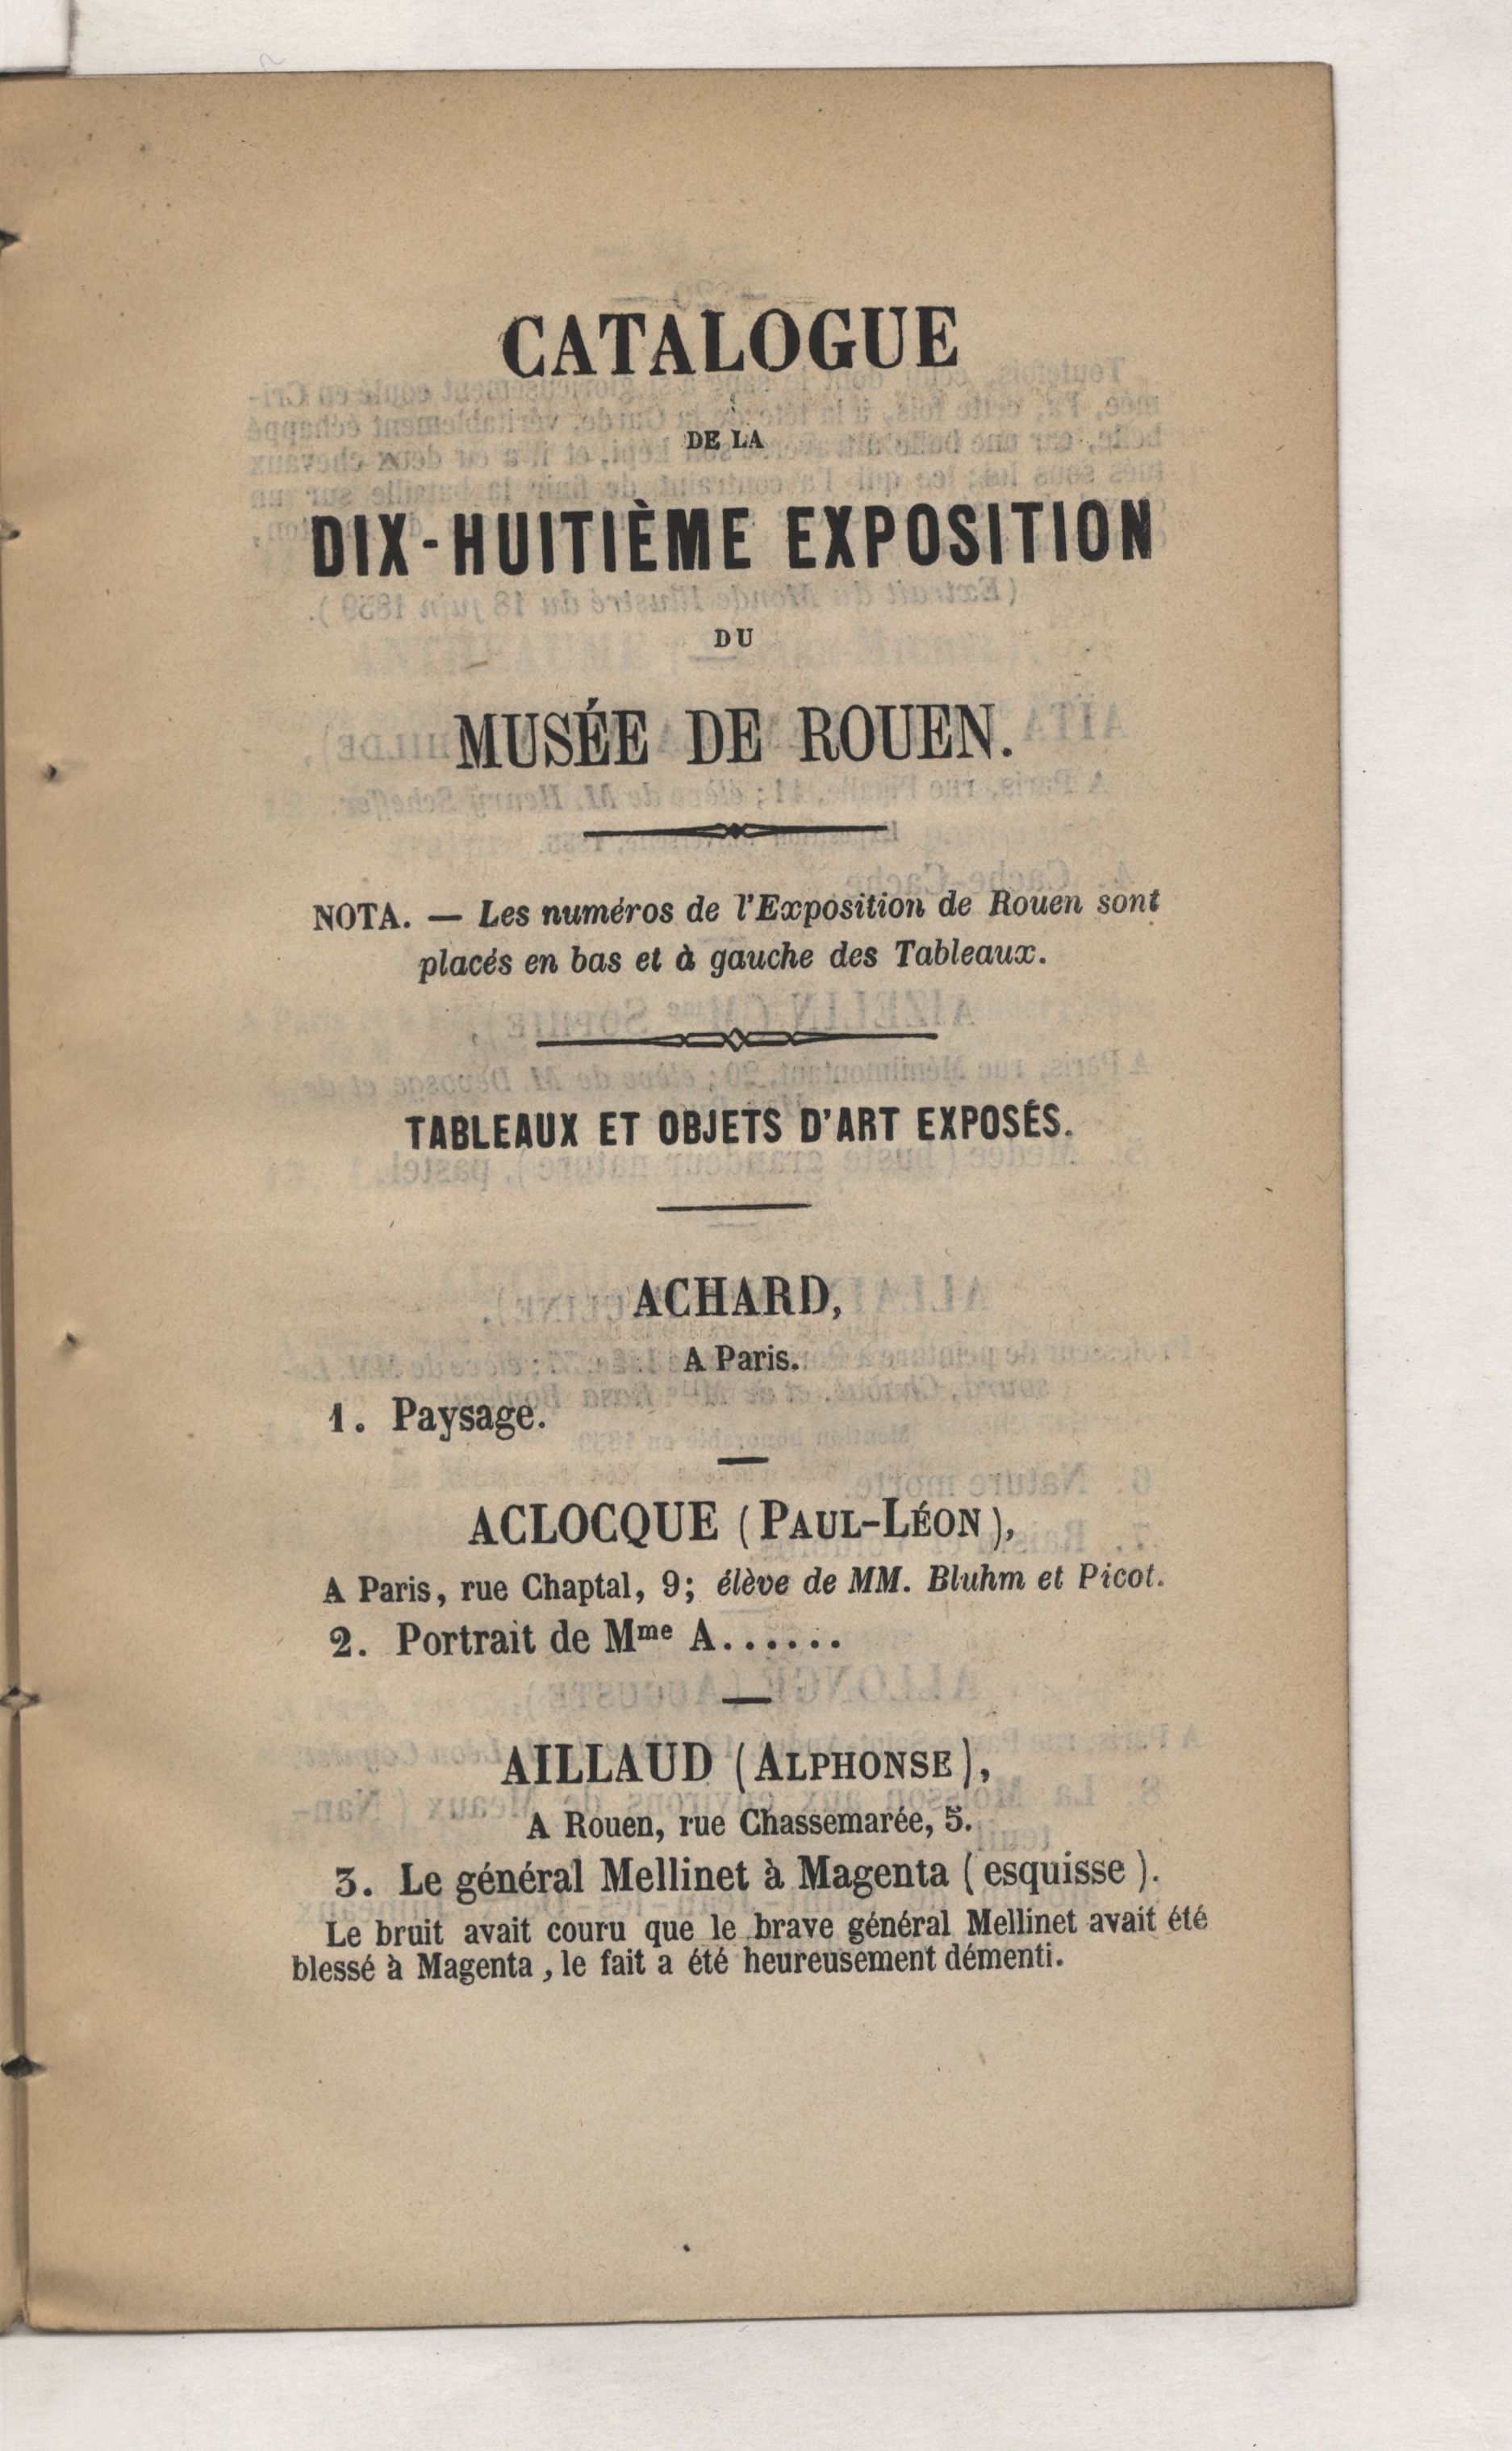 CATALOGUE
DE LA
DIX-HUITIÈME EXPOSITION
DU
MUSÉE DE ROUEN.
NOTA. — Les numéros de l'Exposition de Rouen sont
placés en bas et à gauche des Tableaux.
TABLEAUX ET OBJETS D'ART EXPOSÉS.
ACHARD,
A Paris.
1. Paysage.
ACLOCQUE (PAUL-LÉON),
A Paris, rue Chaptal, 9; élève de MM. Bluhm et Picot.
2. Portrait de Mme A......
AILLAUD (ALPHONSE),
A Rouen, rue Chassemarée, 5.
3. Le général Mellinet à Magenta (esquisse).
Le bruit avait couru que le brave général Mellinet avait été
blessé à Magenta, le fait a été heureusement démenti.